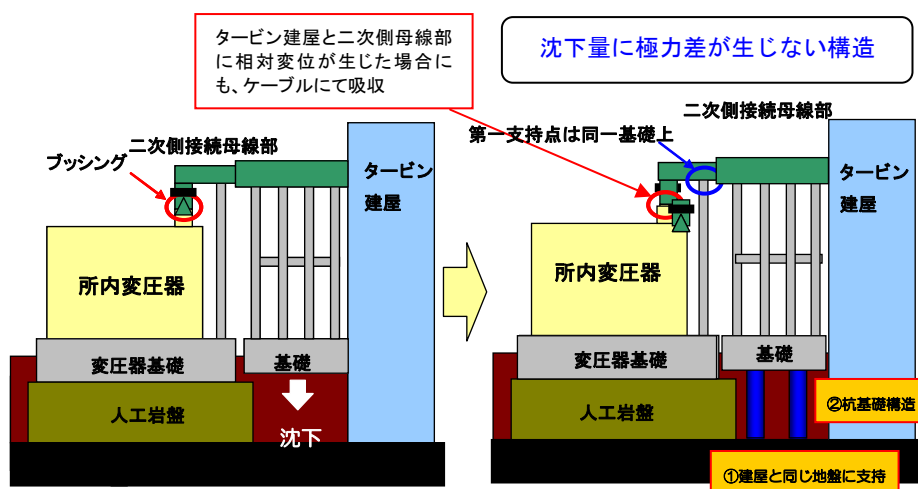 タービン建屋と二次側母線部
に相対変位が生じた場合に
も、ケーブルにて吸収
沈下量に極力差が生じない構造
二次側接続母線部
ブッシング
タービン
建屋
所内変圧器
変圧器基礎
基礎
人工岩盤
沈下
二次側接続母線部
第一支持点は同一基礎上
タービン
建屋
所内変圧器
変圧器基礎
基礎
人工岩盤
②杭基礎構造
①建屋と同じ地盤に支持